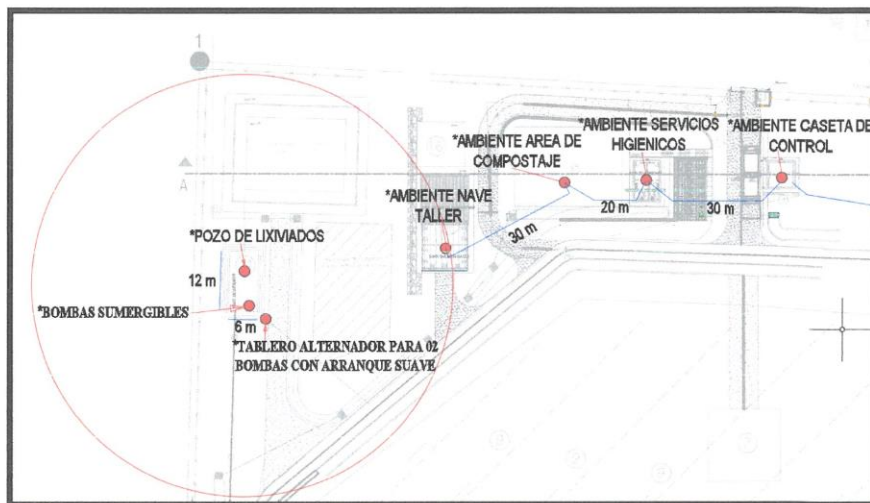 1
A
*AMBIENTE AREA DE
COMPOSTAJE
*AMBIENTE SERVICIOS
HIGIENICOS
*AMBIENTE CASETA DE
CONTROL
*AMBIENTE NAVE
TALLER
20 m
30 m
30 m
*POZO DE LIXIVIADOS
12 m
*BOMBAS SUMERGIBLES
6 m
*TABLERO ALTERNADOR PARA 02
BOMBAS CON ARRANQUE SUAVE